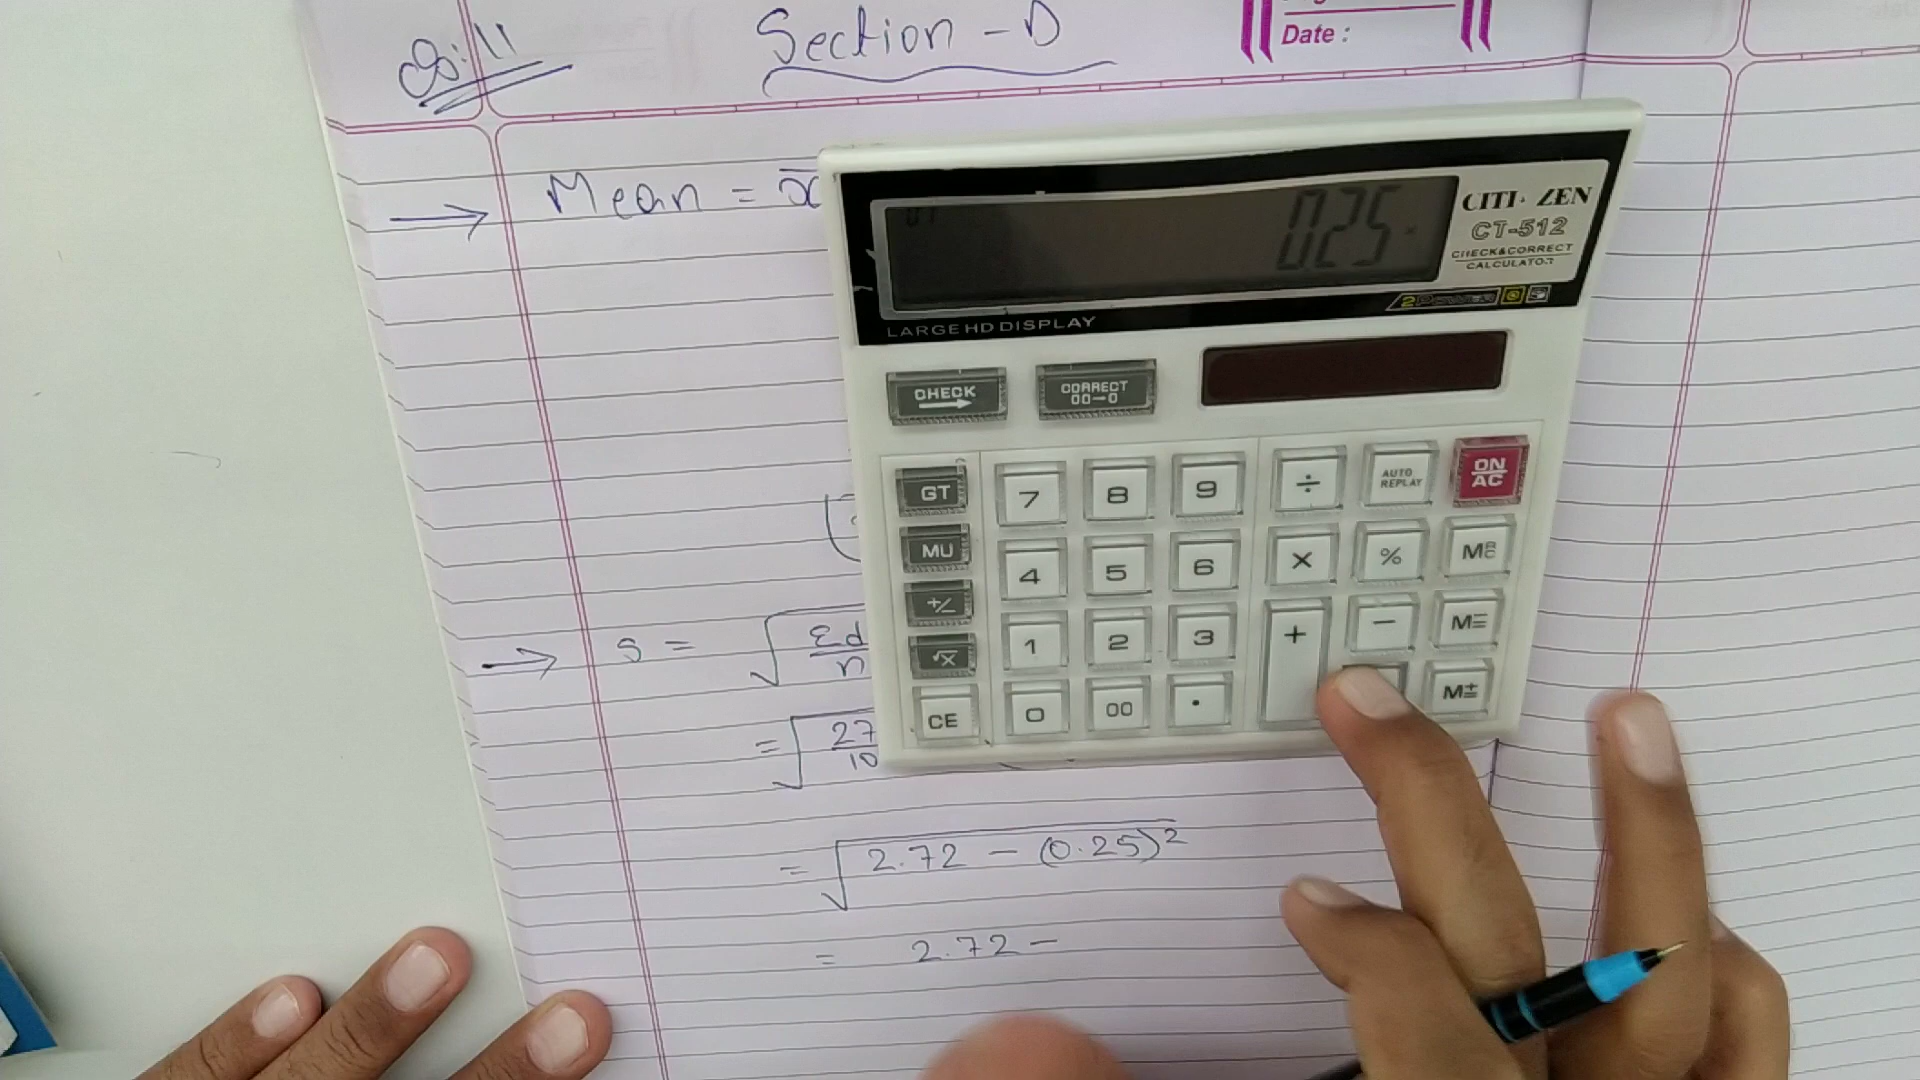 Section - D
Date :
Q:11
Mean = x̄
CITI ZEN
CT-512
CHECK&CORRECT
CALCULATOR
025
LARGE HD DISPLAY
CHECK
CORRECT
00→0
GT 7 8 9 ÷ AUTO REPLAY ON/AC
MU 4 5 6 × %
+/- 1 2 3 + −
√x 0 00 . M±
CE
s = √ Σd/n
= √ 27/10
= √ 2.72 − (0.25)²
= 2.72 −